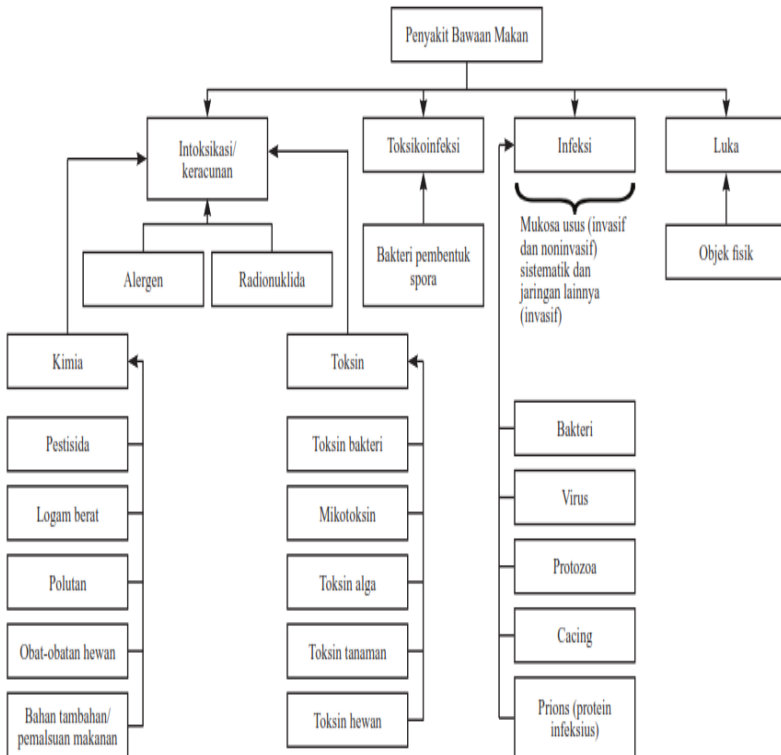 Penyakit Bawaan Makan
Intoksikasi/
keracunan
Toksikoinfeksi
Infeksi
Luka
Alergen
Radionuklida
Bakteri pembentuk
spora
Mukosa usus (invasif
dan noninvasif)
sistematik dan
jaringan lainnya
(invasif)
Objek fisik
Kimia
Pestisida
Logam berat
Polutan
Obat-obatan hewan
Bahan tambahan/
pemalsuan makanan
Toksin
Toksin bakteri
Mikotoksin
Toksin alga
Toksin tanaman
Toksin hewan
Bakteri
Virus
Protozoa
Cacing
Prions (protein
infeksius)